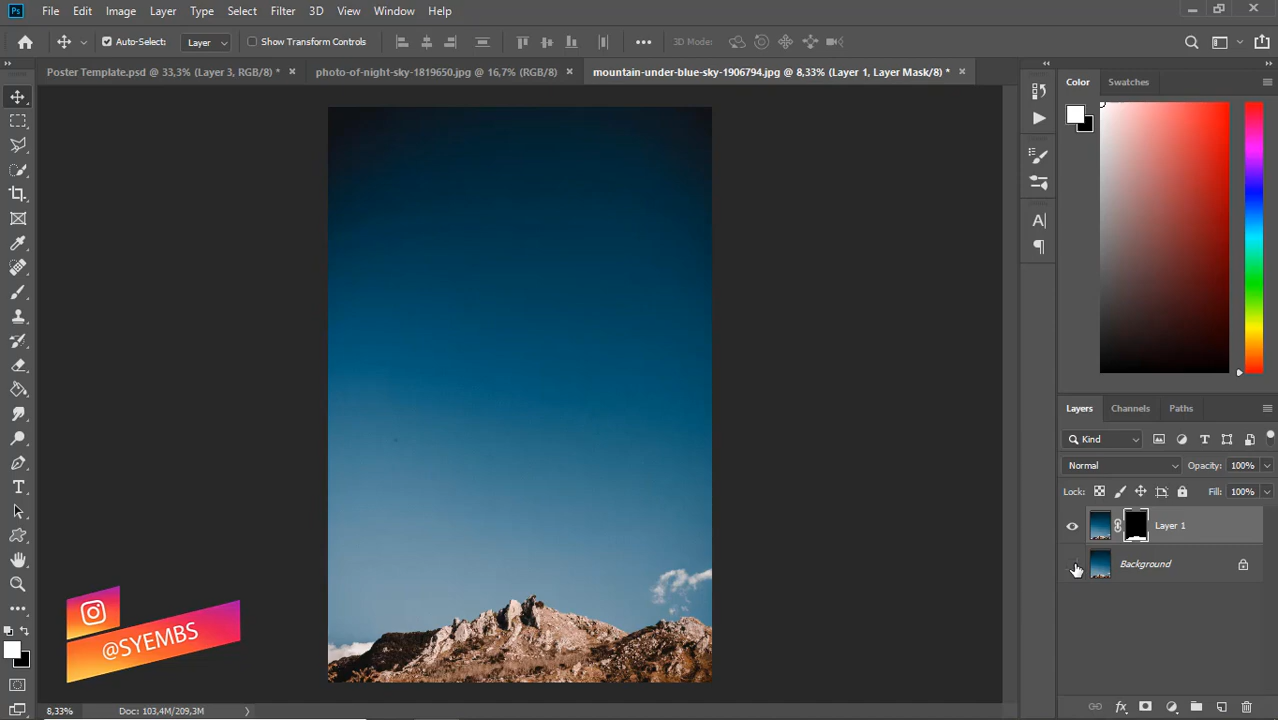 Ps File Edit Image Layer Type Select Filter 3D View Window Help
Auto-Select: Layer Show Transform Controls 3D Mode:
Poster Template.psd @ 33,3% (Layer 3, RGB/8) * photo-of-night-sky-1819650.jpg @ 16,7% (RGB/8) mountain-under-blue-sky-1906794.jpg @ 8,33% (Layer 1, Layer Mask/8) *
Color Swatches
Layers Channels Paths
Kind
Normal Opacity: 100%
Lock: Fill: 100%
Layer 1
Background
@SYEMBS
8,33% Doc: 103,4M/209,3M